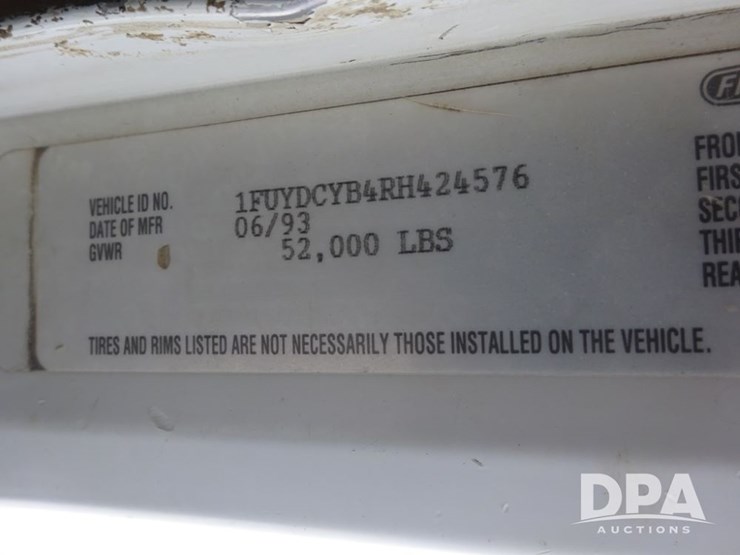 VEHICLE ID NO. 1FUYDCYB4RH424576
DATE OF MFR 06/93
GVWR 52,000 LBS
TIRES AND RIMS LISTED ARE NOT NECESSARILY THOSE INSTALLED ON THE VEHICLE.
DPA
AUCTIONS